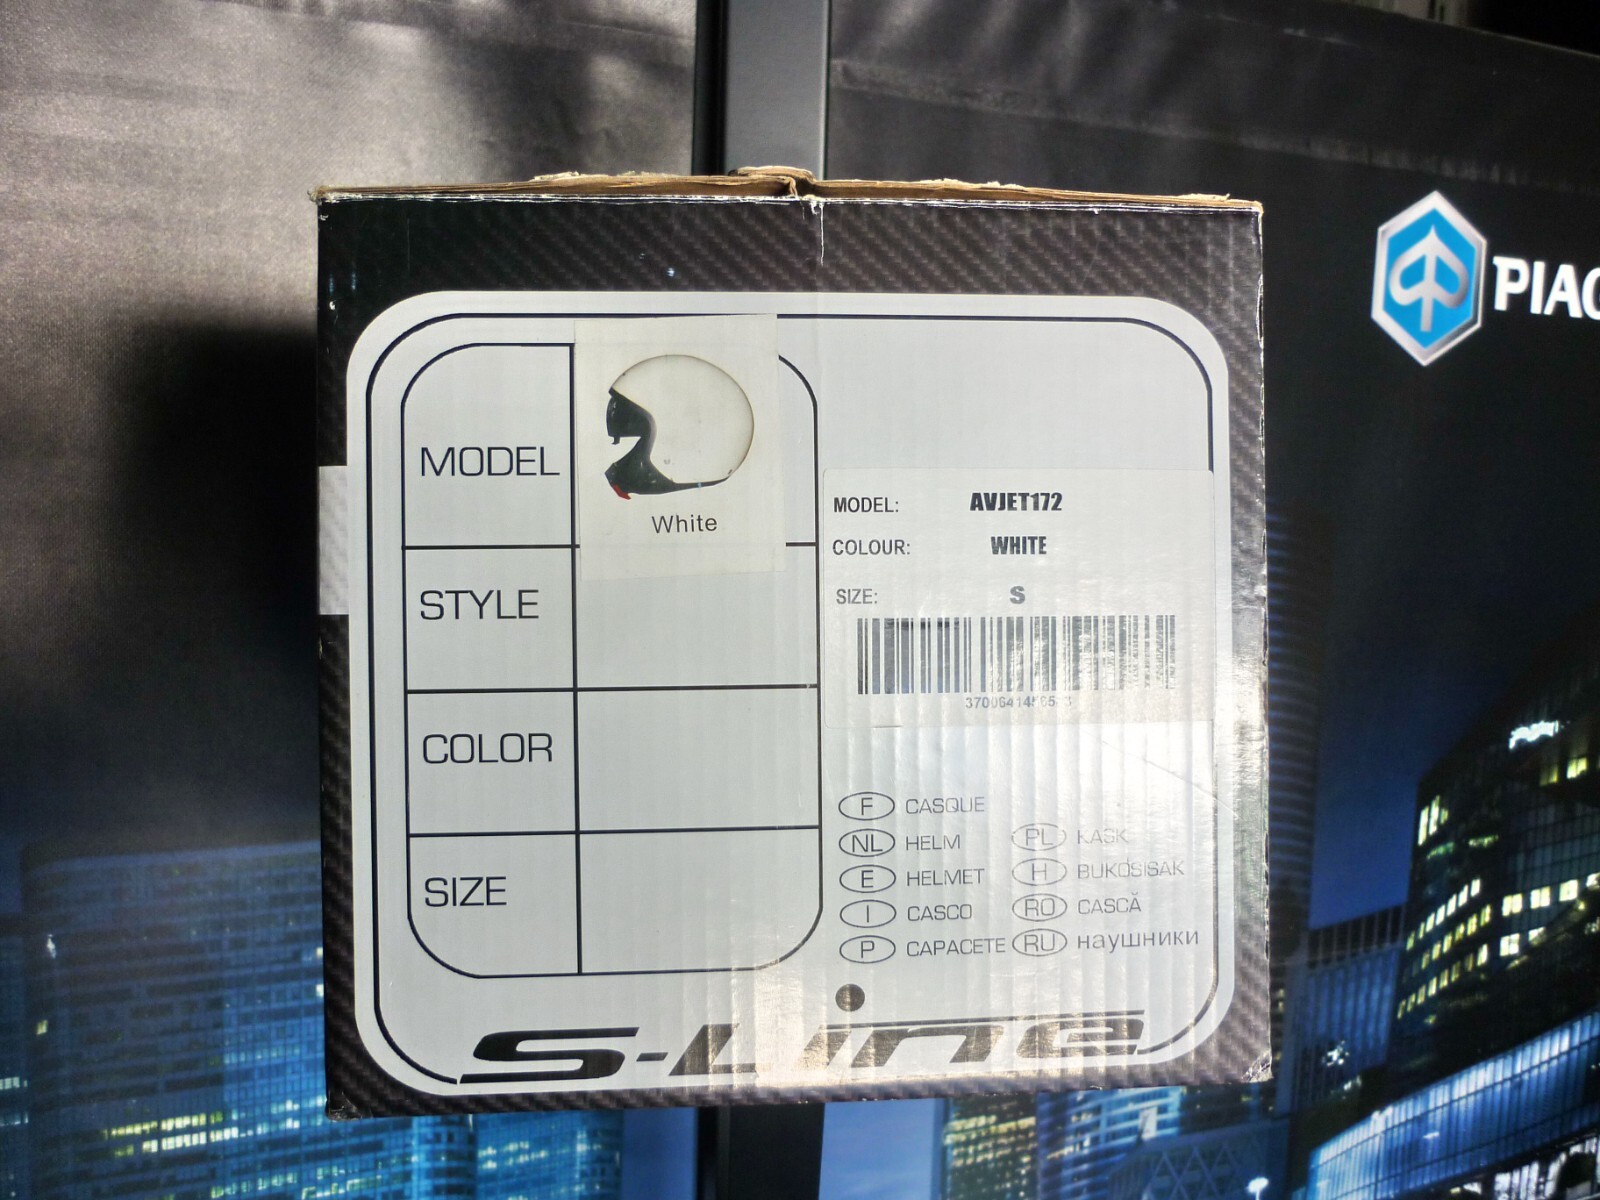 PIAG
MODEL
White
STYLE
COLOR
SIZE
MODEL: AVJET172
COLOUR: WHITE
SIZE: S
F CASQUE
NL HELM
E HELMET
I CASCO
P CAPACETE
PL KASK
H BUKÓSISAK
RO CASCĂ
RU наушники
S-Line